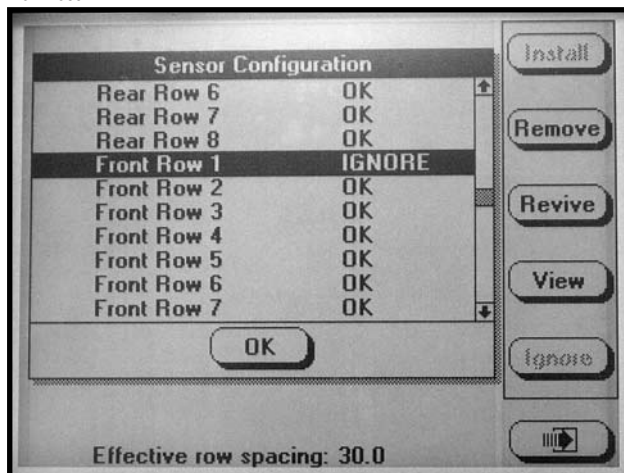 Sensor Configuration
Rear Row 6 OK
Rear Row 7 OK
Rear Row 8 OK
Front Row 1 IGNORE
Front Row 2 OK
Front Row 3 OK
Front Row 4 OK
Front Row 5 OK
Front Row 6 OK
Front Row 7 OK
OK
Effective row spacing: 30.0
Install
Remove
Revive
View
Ignore